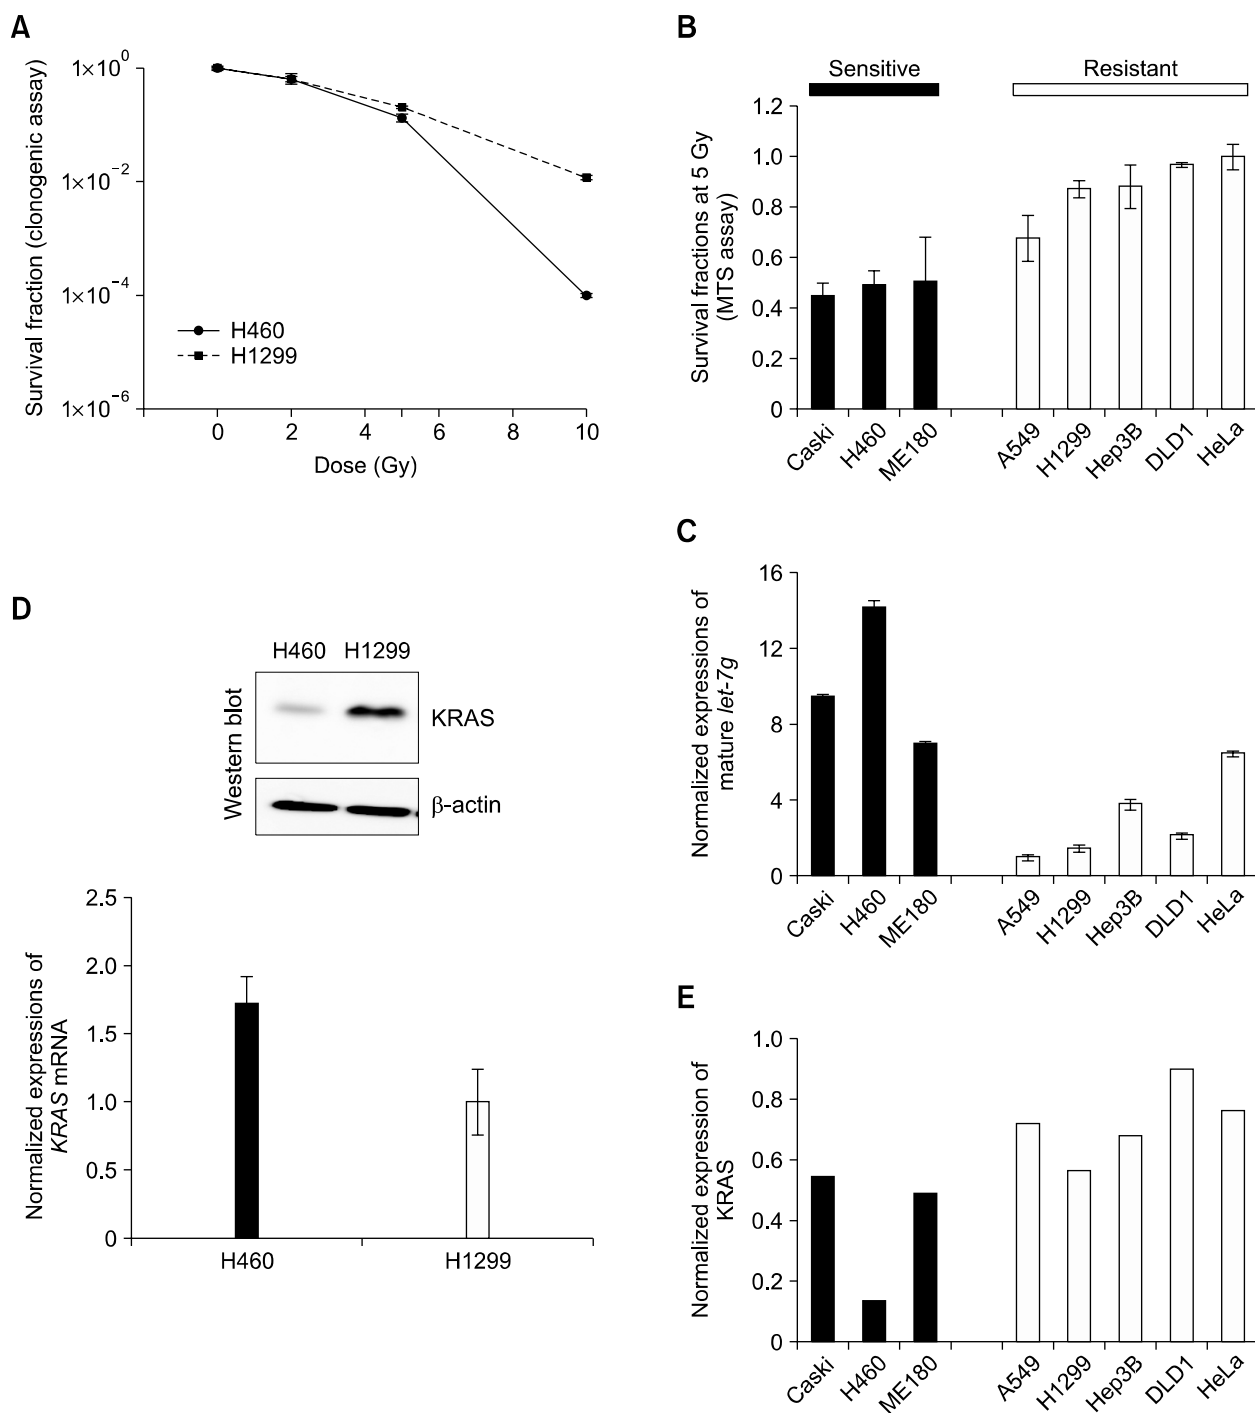 A
Survival fraction (clonogenic assay)
1×10⁰
1×10⁻²
1×10⁻⁴
1×10⁻⁶
H460
H1299
0 2 4 6 8 10
Dose (Gy)
B
Sensitive Resistant
Survival fractions at 5 Gy
(MTS assay)
1.2
1.0
0.8
0.6
0.4
0.2
0
Caski H460 ME180 A549 H1299 Hep3B DLD1 HeLa
C
Normalized expressions of
mature let-7g
16
12
8
4
0
Caski H460 ME180 A549 H1299 Hep3B DLD1 HeLa
D
H460 H1299
Western blot
KRAS
β-actin
Normalized expressions of
KRAS mRNA
2.5
2.0
1.5
1.0
0.5
0
H460 H1299
E
Normalized expression of
KRAS
1.0
0.8
0.6
0.4
0.2
0
Caski H460 ME180 A549 H1299 Hep3B DLD1 HeLa